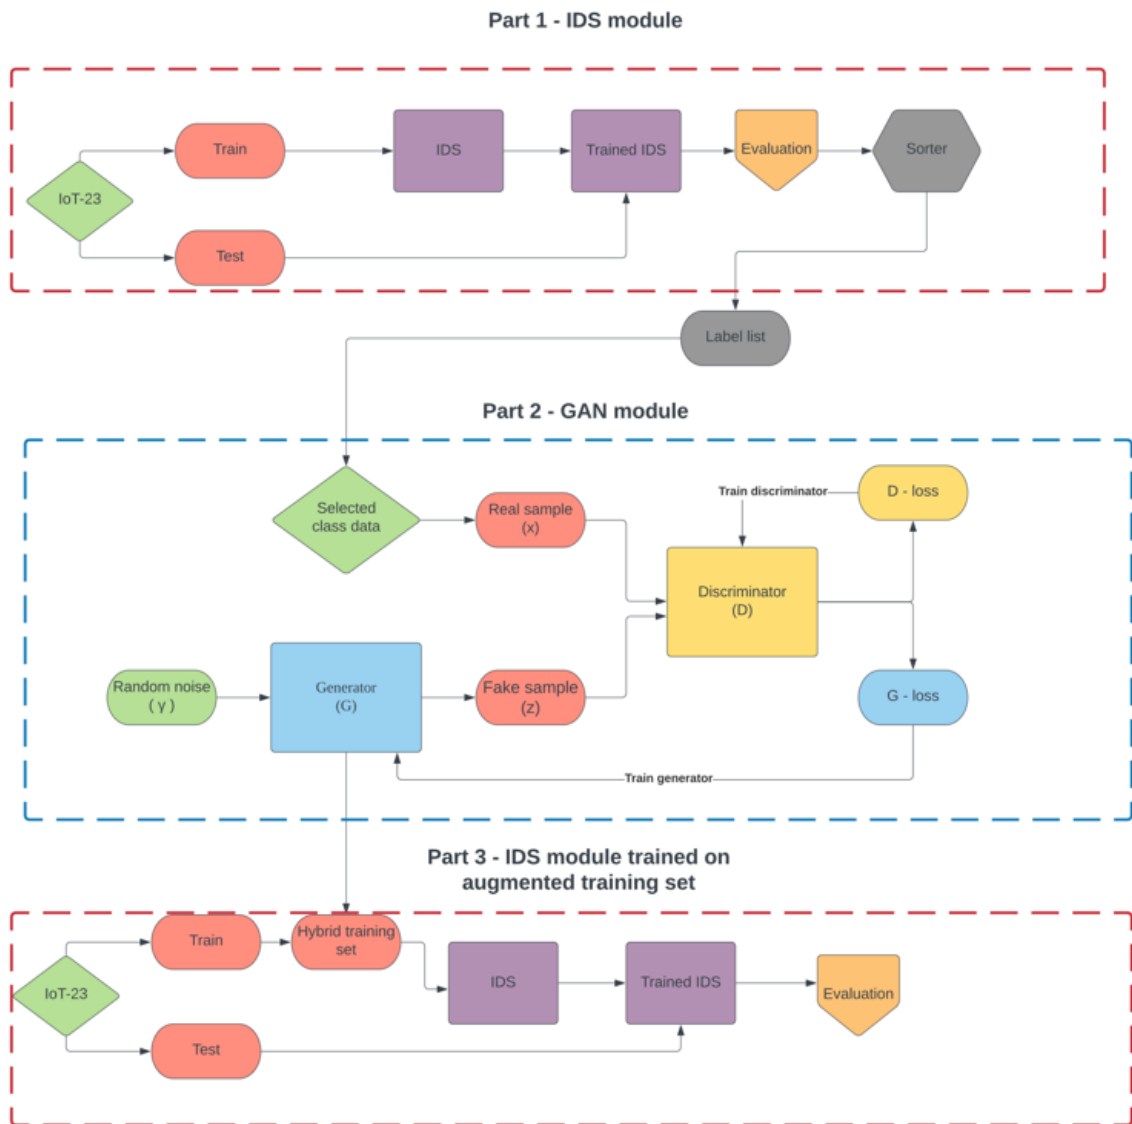 Part 1 - IDS module
Train
IDS
Trained IDS
Evaluation
Sorter
IoT-23
Test
Label list
Part 2 - GAN module
Selected
class data
Real sample
(x)
Train discriminator
D - loss
Discriminator
(D)
Random noise
( γ )
Generator
(G)
Fake sample
(z)
G - loss
Train generator
Part 3 - IDS module trained on
augmented training set
Train
Hybrid training
set
IDS
Trained IDS
Evaluation
IoT-23
Test